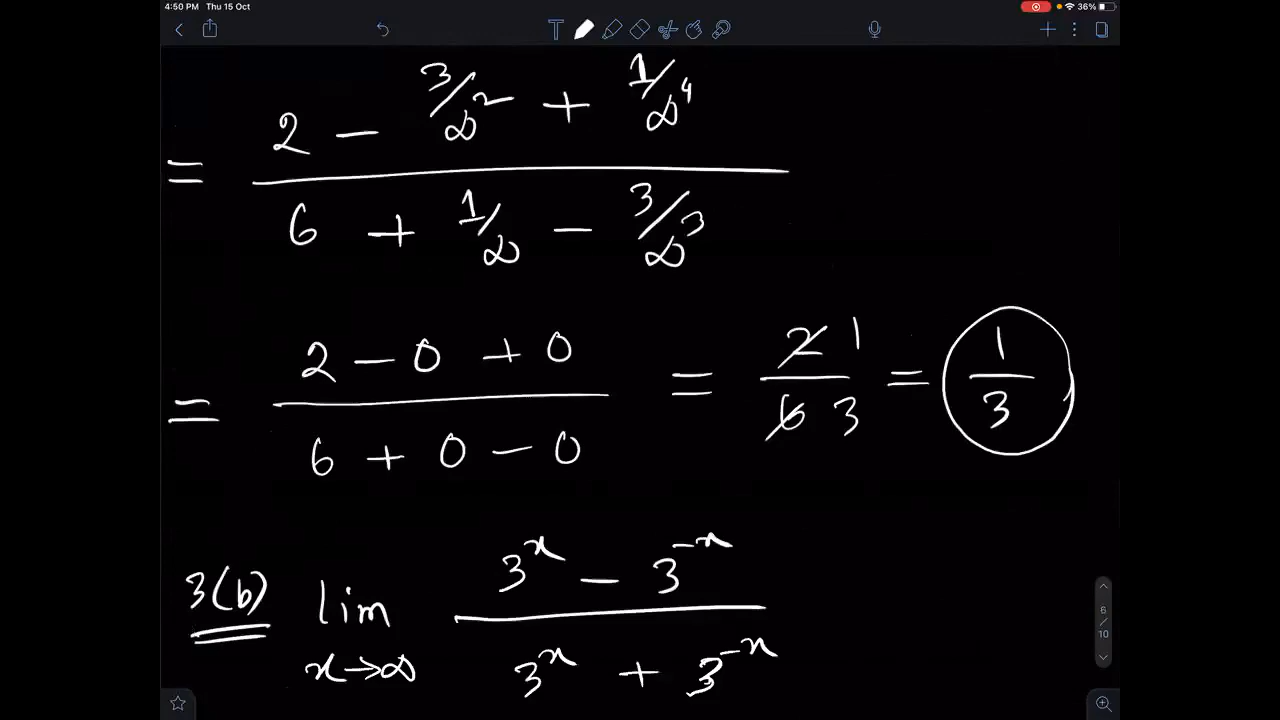 4:50 PM Thu 15 Oct
36%
= (2 - 3/∞² + 1/∞⁴) / (6 + 1/∞ - 3/∞³)
= (2 - 0 + 0) / (6 + 0 - 0) = 2 1 / 6 3 = 1/3
3(b) lim x→∞ (3^x - 3^-x) / (3^x + 3^-x)
6 / 10